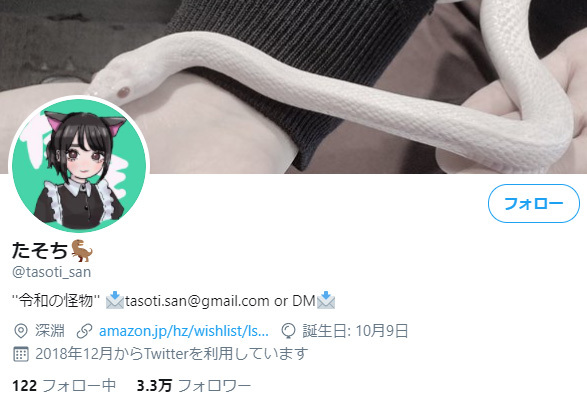 フォロー
たそち🦖
@tasoti_san
"令和の怪物" 📩tasoti.san@gmail.com or DM📩
深淵 amazon.jp/hz/wishlist/ls... 誕生日: 10月9日
2018年12月からTwitterを利用しています
122 フォロー中 3.3万 フォロワー